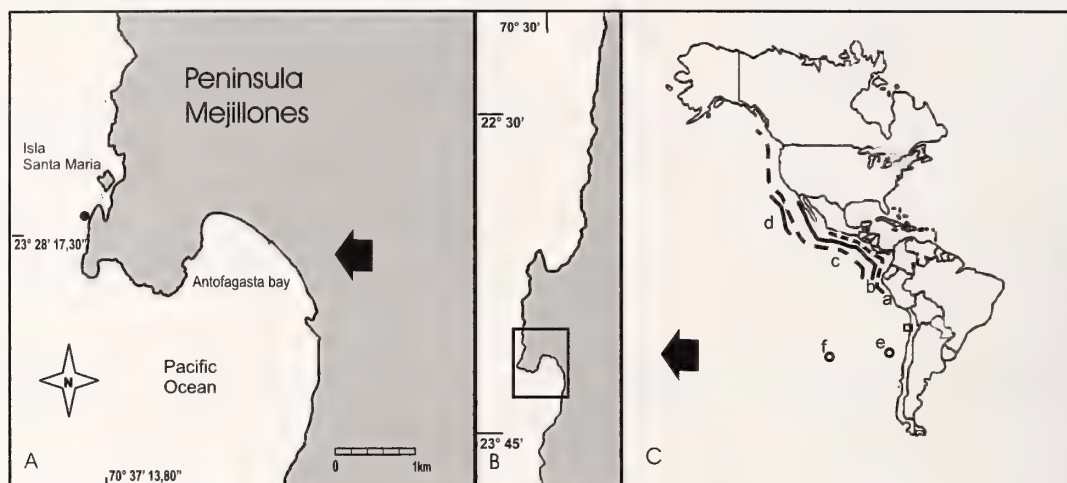 Peninsula
Mejillones
Isla
Santa Maria
23° 28' 17,30"
Antofagasta bay
Pacific
Ocean
N
0 1km
A
70° 37' 13,80"
70° 30'
22° 30'
23° 45'
B
d
c
b
a
f
e
C